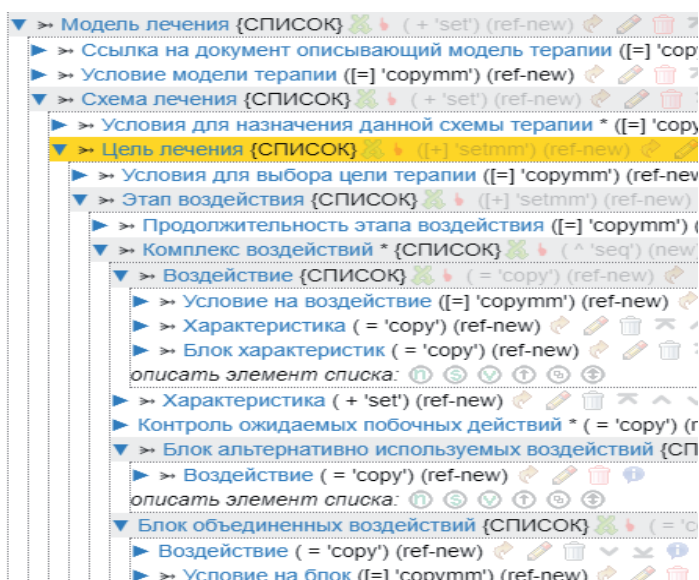 Модель лечения {СПИСОК} ( + 'set') (ref-new)
Ссылка на документ описывающий модель терапии ([=] 'cop
Условие модели терапии ([=] 'copymm') (ref-new)
Схема лечения {СПИСОК} ( + 'set') (ref-new)
Условия для назначения данной схемы терапии * ([=] 'copy
Цель лечения {СПИСОК} ([+] 'setmm') (ref-new)
Условия для выбора цели терапии ([=] 'copymm') (ref-new
Этап воздействия {СПИСОК} ([+] 'setmm') (ref-new)
Продолжительность этапа воздействия ([=] 'copymm') (
Комплекс воздействий * {СПИСОК} ( ^ 'seq') (new)
Воздействие {СПИСОК} ( = 'copy') (ref-new)
Условие на воздействие ([=] 'copymm') (ref-new)
Характеристика ( = 'copy') (ref-new)
Блок характеристик ( = 'copy') (ref-new)
описать элемент списка:
Характеристика ( + 'set') (ref-new)
Контроль ожидаемых побочных действий * ( = 'copy') (r
Блок альтернативно используемых воздействий {СП
Воздействие ( = 'copy') (ref-new)
описать элемент списка:
Блок объединенных воздействий {СПИСОК} ( = 'c
Воздействие ( = 'copy') (ref-new)
Условие на блок ([=] 'copymm') (ref-new)